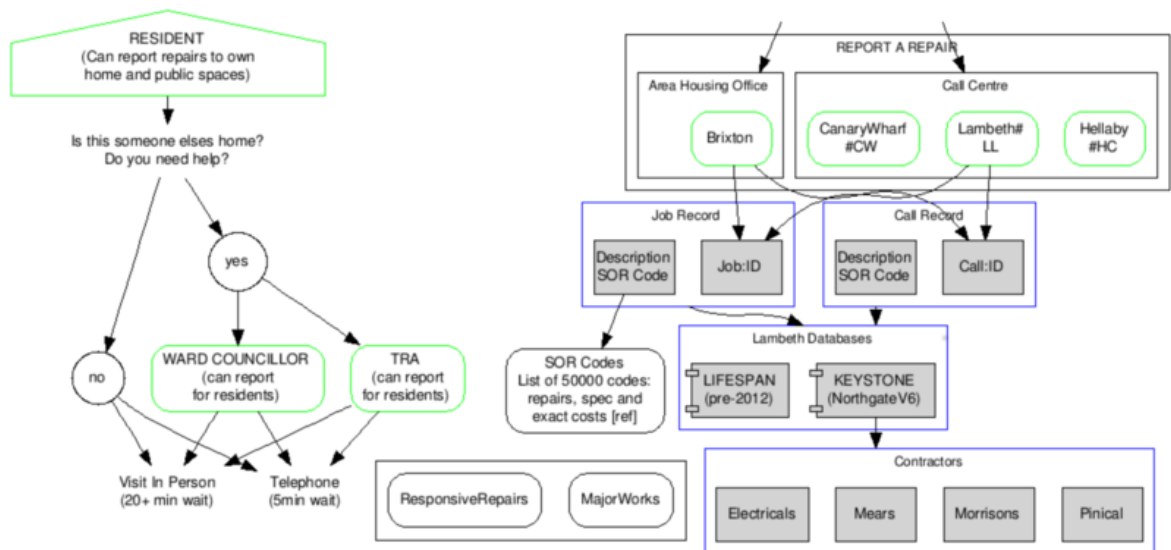 RESIDENT
(Can report repairs to own
home and public spaces)
Is this someone elses home?
Do you need help?
yes
no
WARD COUNCILLOR
(can report
for residents)
TRA
(can report
for residents)
Visit In Person
(20+ min wait)
Telephone
(5min wait)
REPORT A REPAIR
Area Housing Office
Brixton
Call Centre
CanaryWharf
#CW
Lambeth#
LL
Hellaby
#HC
Job Record
Description
SOR Code
Job:ID
Call Record
Description
SOR Code
Call:ID
SOR Codes
List of 50000 codes:
repairs, spec and
exact costs [ref]
Lambeth Databases
LIFESPAN
(pre-2012)
KEYSTONE
(NorthgateV6)
ResponsiveRepairs
MajorWorks
Contractors
Electricals
Mears
Morrisons
Pinical